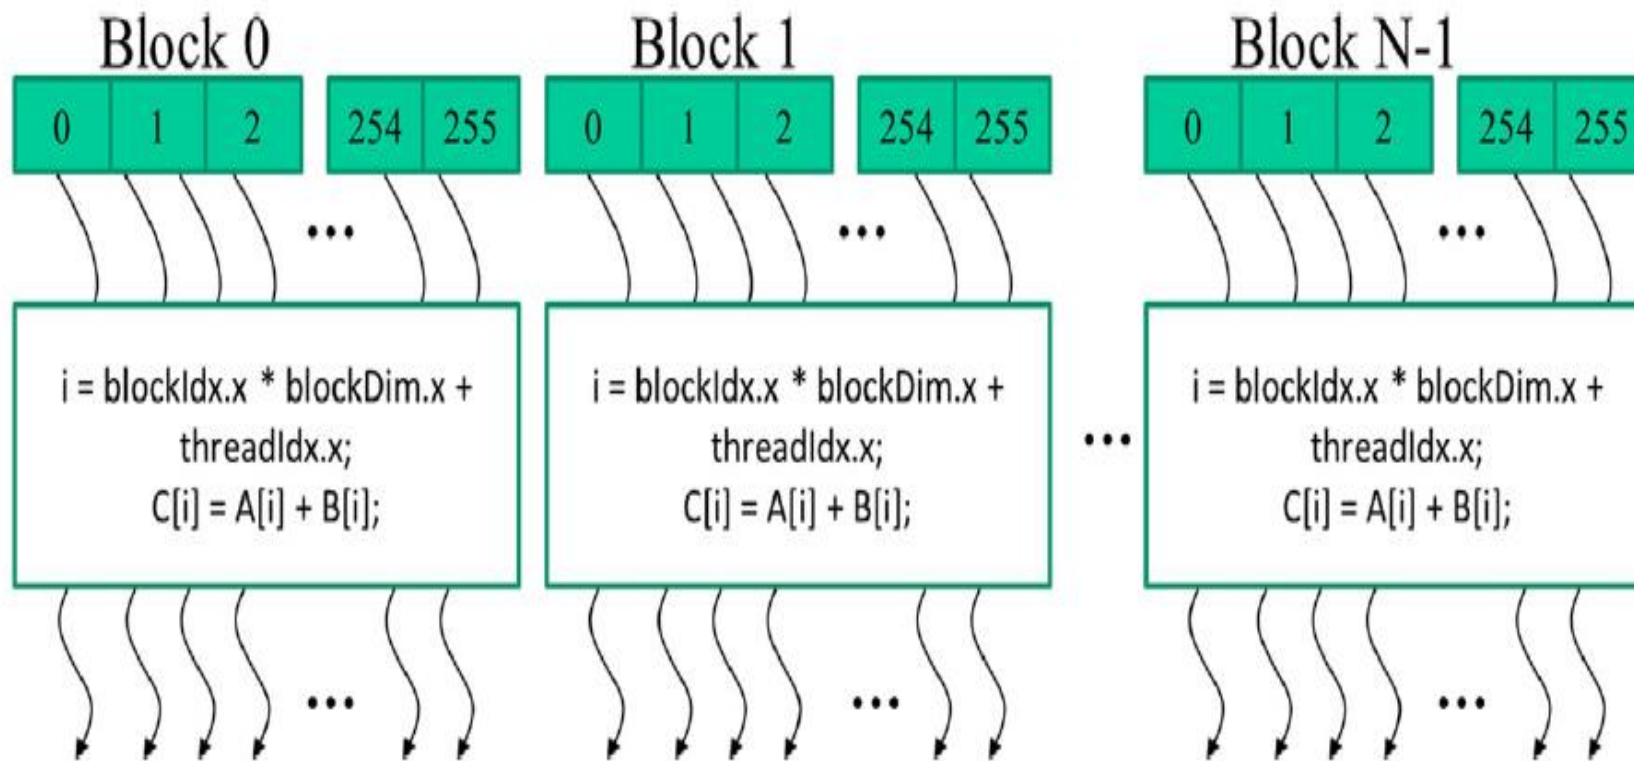 Block 0
0 1 2 ... 254 255
...
i = blockIdx.x * blockDim.x +
threadIdx.x;
C[i] = A[i] + B[i];
...
Block 1
0 1 2 254 255
...
i = blockIdx.x * blockDim.x +
threadIdx.x;
C[i] = A[i] + B[i];
...
...
Block N-1
0 1 2 254 255
...
i = blockIdx.x * blockDim.x +
threadIdx.x;
C[i] = A[i] + B[i];
...